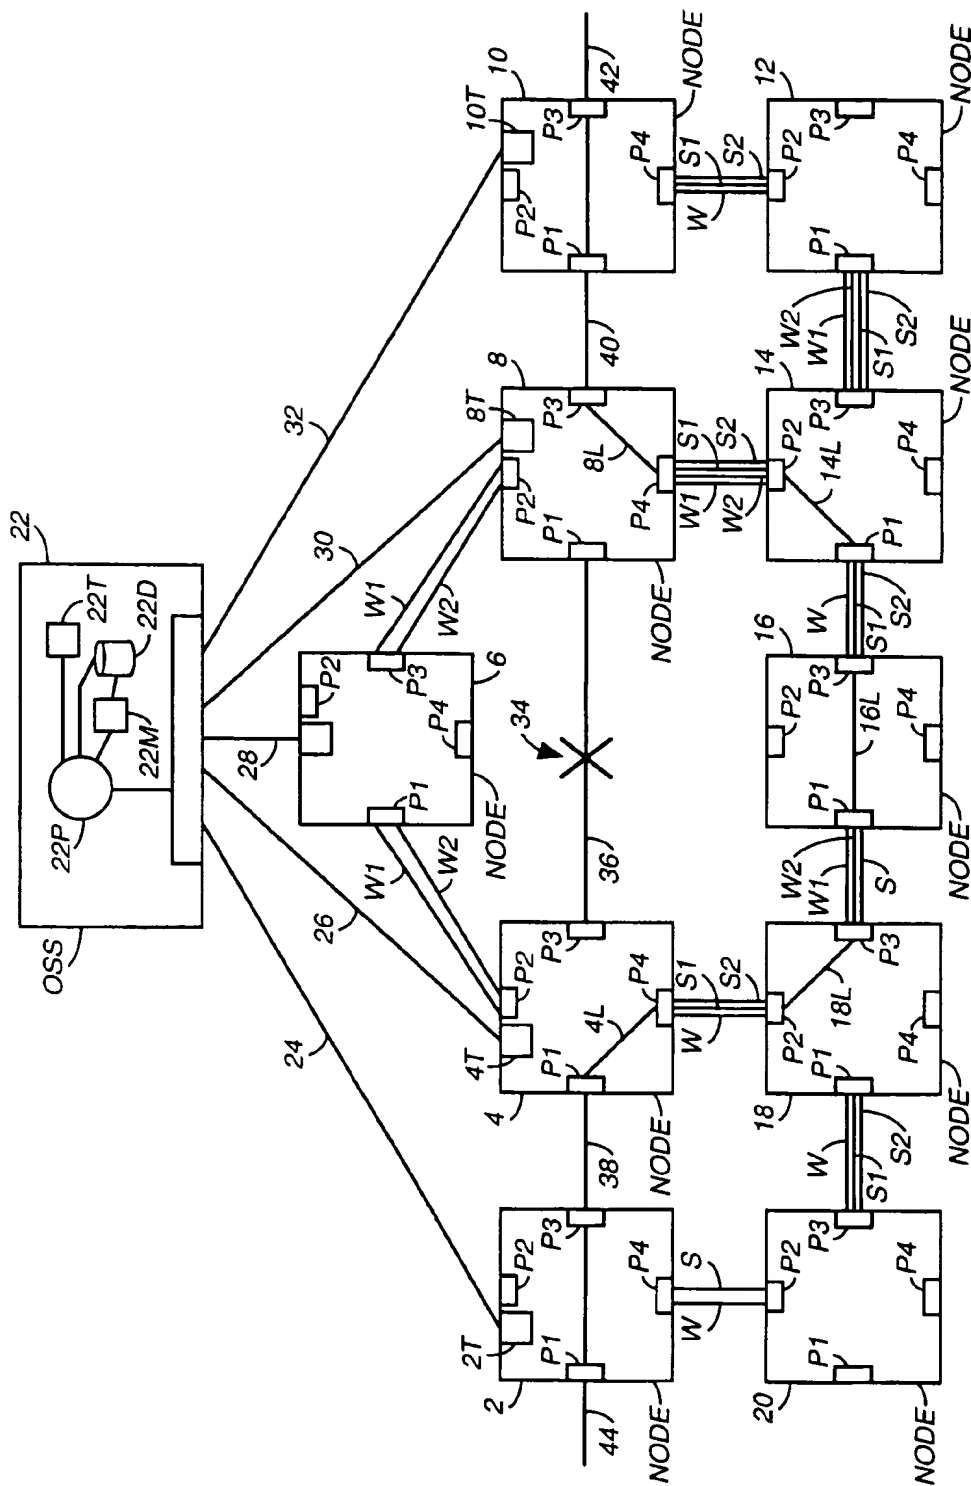 OSS
22
22T
22D
22M
22P
24
26
28
30
32
P2
P1
P3
P4
6
NODE
W1
W2
W1
W2
34
2T
P2
P1
P3
P4
2
NODE
44
38
4T
P2
P1
P3
4L
P4
4
NODE
36
8
8T
P2
P1
P3
8L
P4
NODE
40
10
10T
P2
P1
P3
P4
NODE
42
W
S
W
S1
S2
W1
W2
S1
S2
W
S1
S2
20
P2
P1
P3
P4
NODE
W
S1
S2
18
P2
P1
P3
18L
P4
NODE
W1
W2
S
16
P2
P1
P3
16L
P4
NODE
W
S1
S2
14
P2
P1
P3
14L
P4
NODE
W1
W2
S1
S2
12
P2
P1
P3
P4
NODE